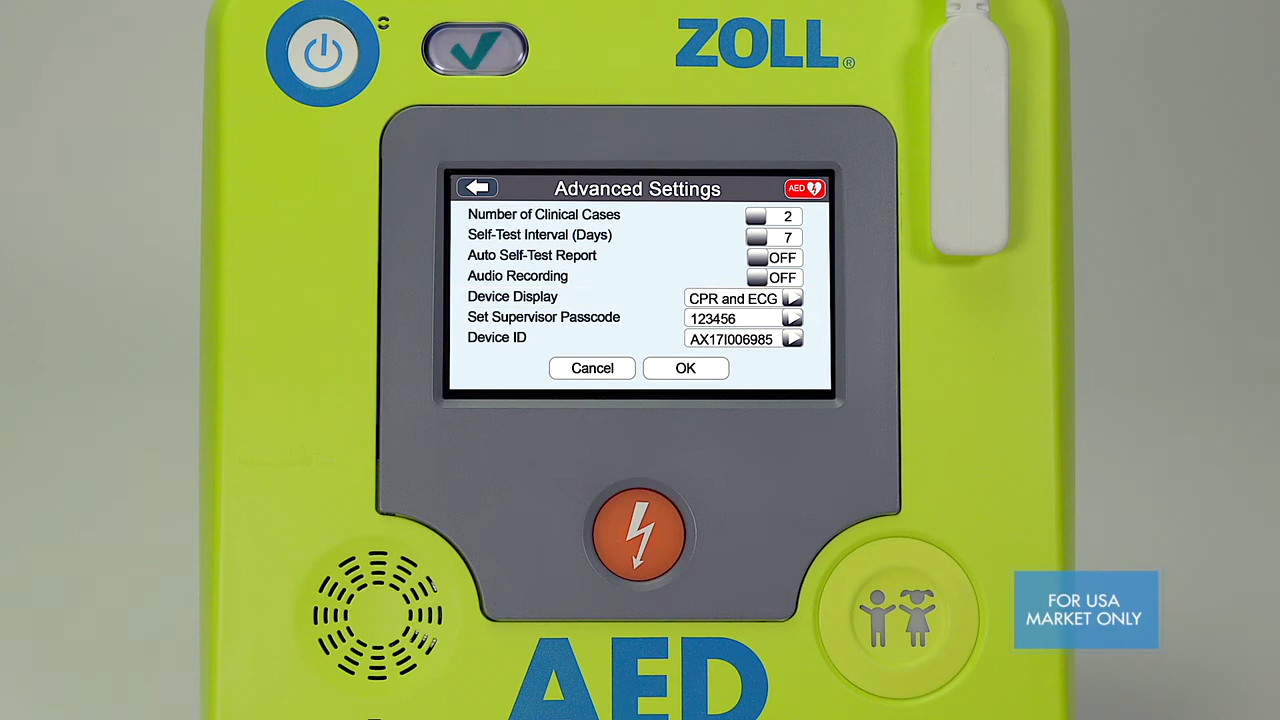 ZOLL®
Advanced Settings
AED
Number of Clinical Cases 2
Self-Test Interval (Days) 7
Auto Self-Test Report OFF
Audio Recording OFF
Device Display CPR and ECG
Set Supervisor Passcode 123456
Device ID AX17I006985
Cancel OK
FOR USA
MARKET ONLY
AED